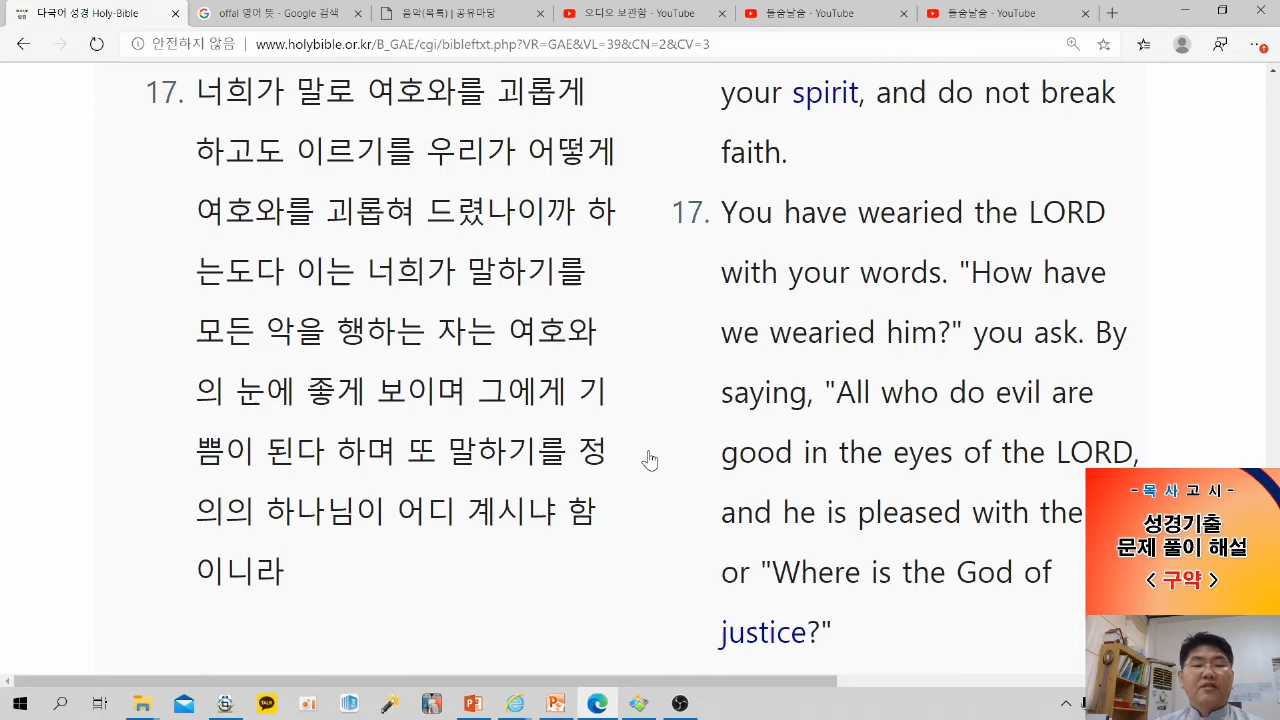 다국어 성경 Holy-Bible
offal 영어 뜻 - Google 검색
음악(목록) | 공유마당
오디오 보관함 - YouTube
돌솜날솜 - YouTube
돌솜날솜 - YouTube
안전하지 않음
www.holybible.or.kr/B_GAE/cgi/bibleftxt.php?VR=GAE&VL=39&CN=2&CV=3
17. 너희가 말로 여호와를 괴롭게
하고도 이르기를 우리가 어떻게
여호와를 괴롭혀 드렸나이까 하
는도다 이는 너희가 말하기를
모든 악을 행하는 자는 여호와
의 눈에 좋게 보이며 그에게 기
쁨이 된다 하며 또 말하기를 정
의의 하나님이 어디 계시냐 함
이니라
your spirit, and do not break
faith.
17. You have wearied the LORD
with your words. "How have
we wearied him?" you ask. By
saying, "All who do evil are
good in the eyes of the LORD,
and he is pleased with the
or "Where is the God of
justice?"
- 목 사 고 시 -
성경기출
문제 풀이 해설
< 구약 >
TALK